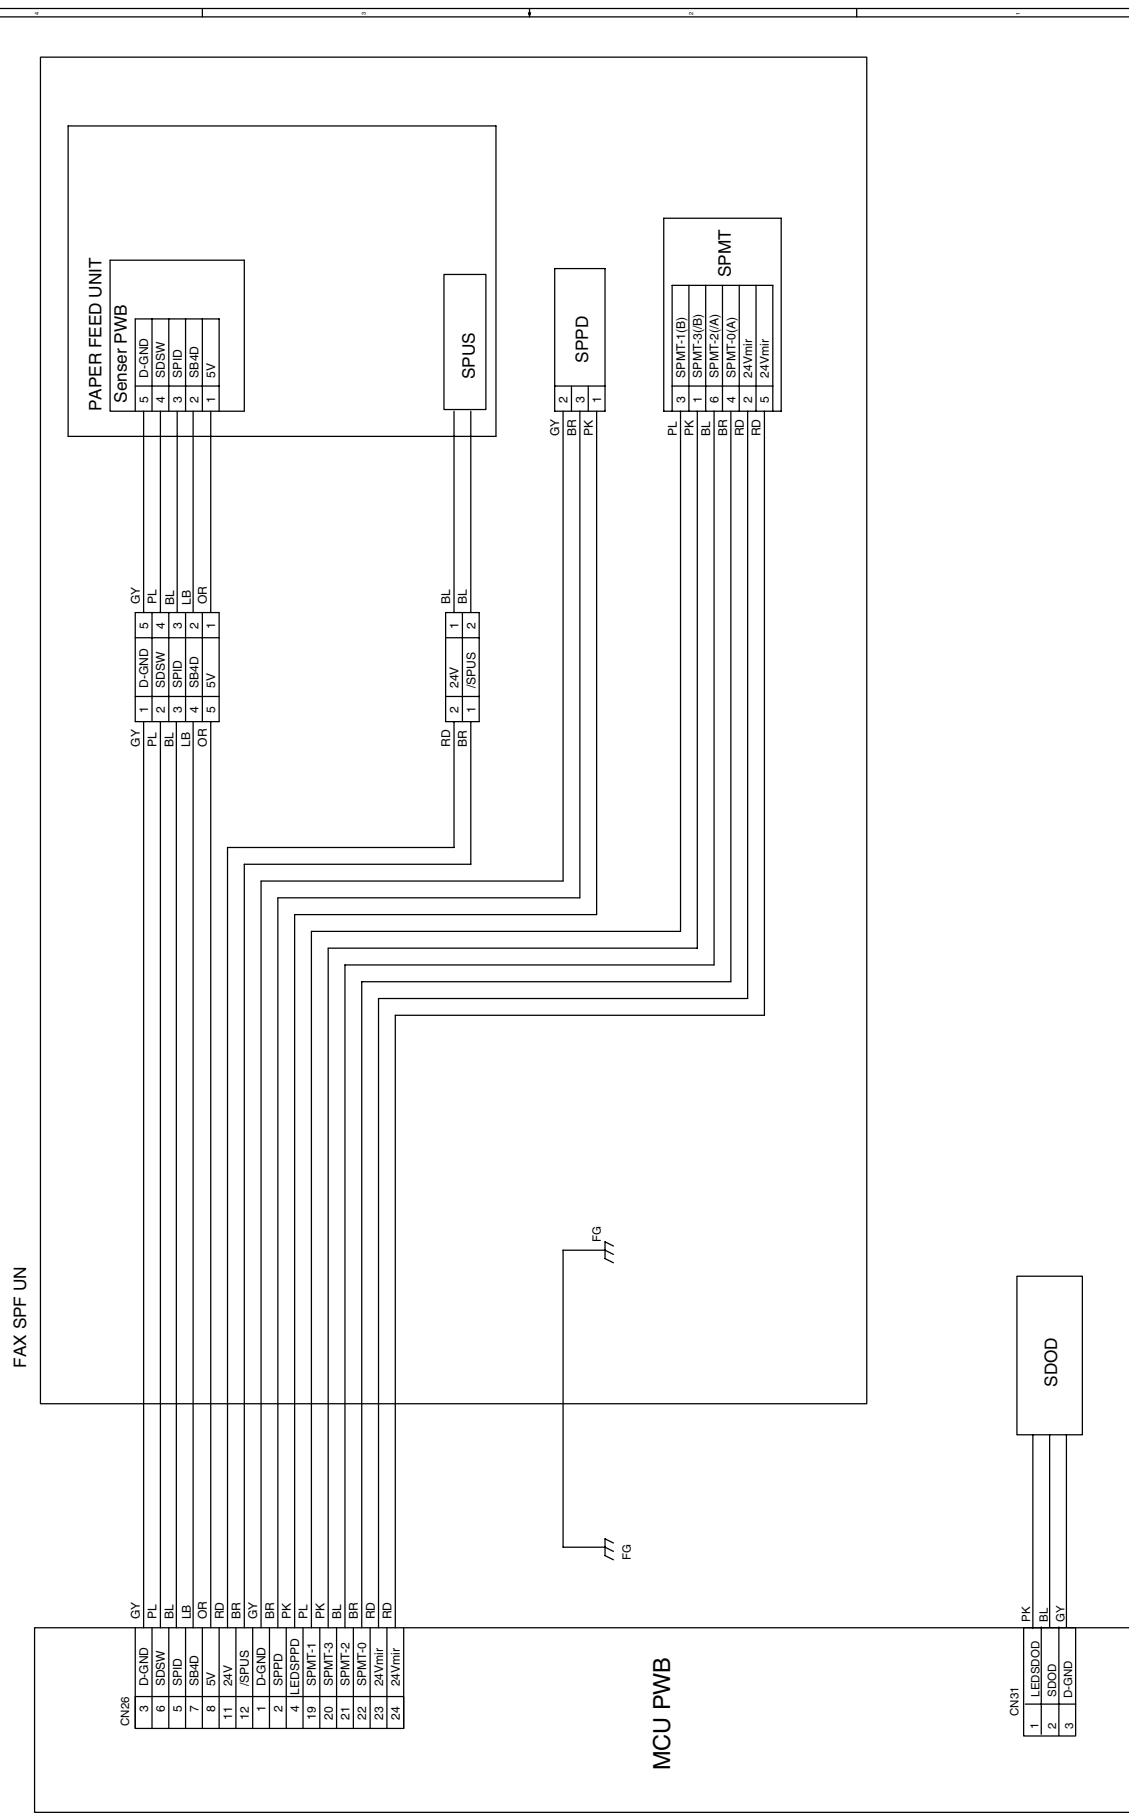 4 3 2 1
FAX SPF UN
PAPER FEED UNIT
Senser PWB
5 D-GND
4 SDSW
3 SPID
2 SB4D
1 5V
SPUS
SPPD
2 GY
3 BR
1 PK
SPMT
PL 3 SPMT-1(B)
PK 1 SPMT-3(/B)
BL 6 SPMT-2(/A)
BR 4 SPMT-0(A)
RD 2 24Vmir
RD 5 24Vmir
GY 1 D-GND 5 GY
PL 2 SDSW 4 PL
BL 3 SPID 3 BL
LB 4 SB4D 2 LB
OR 5 5V 1 OR
RD 2 24V 1 BL
BR 1 /SPUS 2 BL
FG
FG
MCU PWB
CN26
3 D-GND GY
6 SDSW PL
5 SPID BL
7 SB4D LB
8 5V OR
11 24V RD
12 /SPUS BR
1 D-GND GY
2 SPPD BR
4 LEDSPPD PK
19 SPMT-1 PL
20 SPMT-3 PK
21 SPMT-2 BL
22 SPMT-0 BR
23 24Vmir RD
24 24Vmir RD
CN31
1 LEDSDOD PK
2 SDOD BL
3 D-GND GY
SDOD